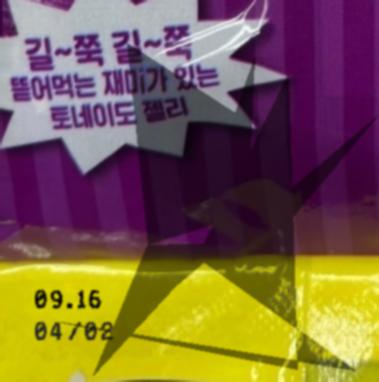 길~쭉 길~쭉
뜯어먹는 재미가 있는
토네이도 젤리
09.16
04/02